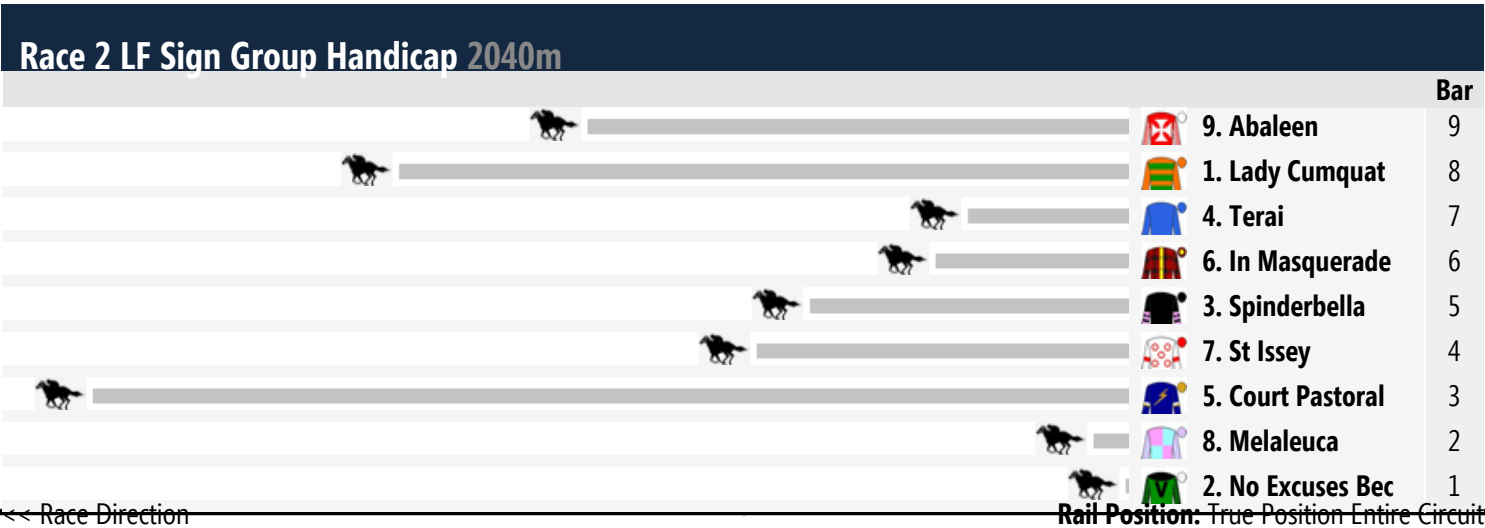 Race 2 LF Sign Group Handicap 2040m
Bar
9. Abaleen 9
1. Lady Cumquat 8
4. Terai 7
6. In Masquerade 6
3. Spinderbella 5
7. St Issey 4
5. Court Pastoral 3
8. Melaleuca 2
V 2. No Excuses Bec 1
<< Race Direction Rail Position: True Position Entire Circuit